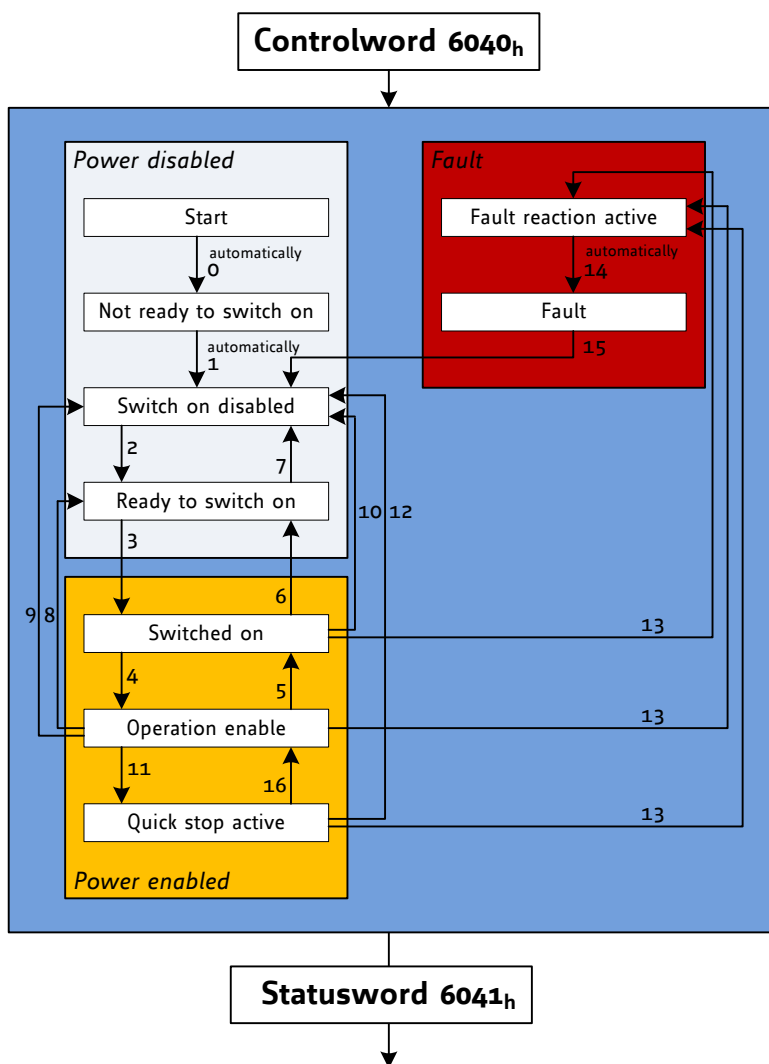 Controlword 6040h
Power disabled
Fault
Start
Fault reaction active
automatically
0
automatically
14
Not ready to switch on
Fault
automatically
1
15
Switch on disabled
2
7
Ready to switch on
10
12
3
6
9
8
Switched on
13
4
5
Operation enable
13
11
16
Quick stop active
13
Power enabled
Statusword 6041h